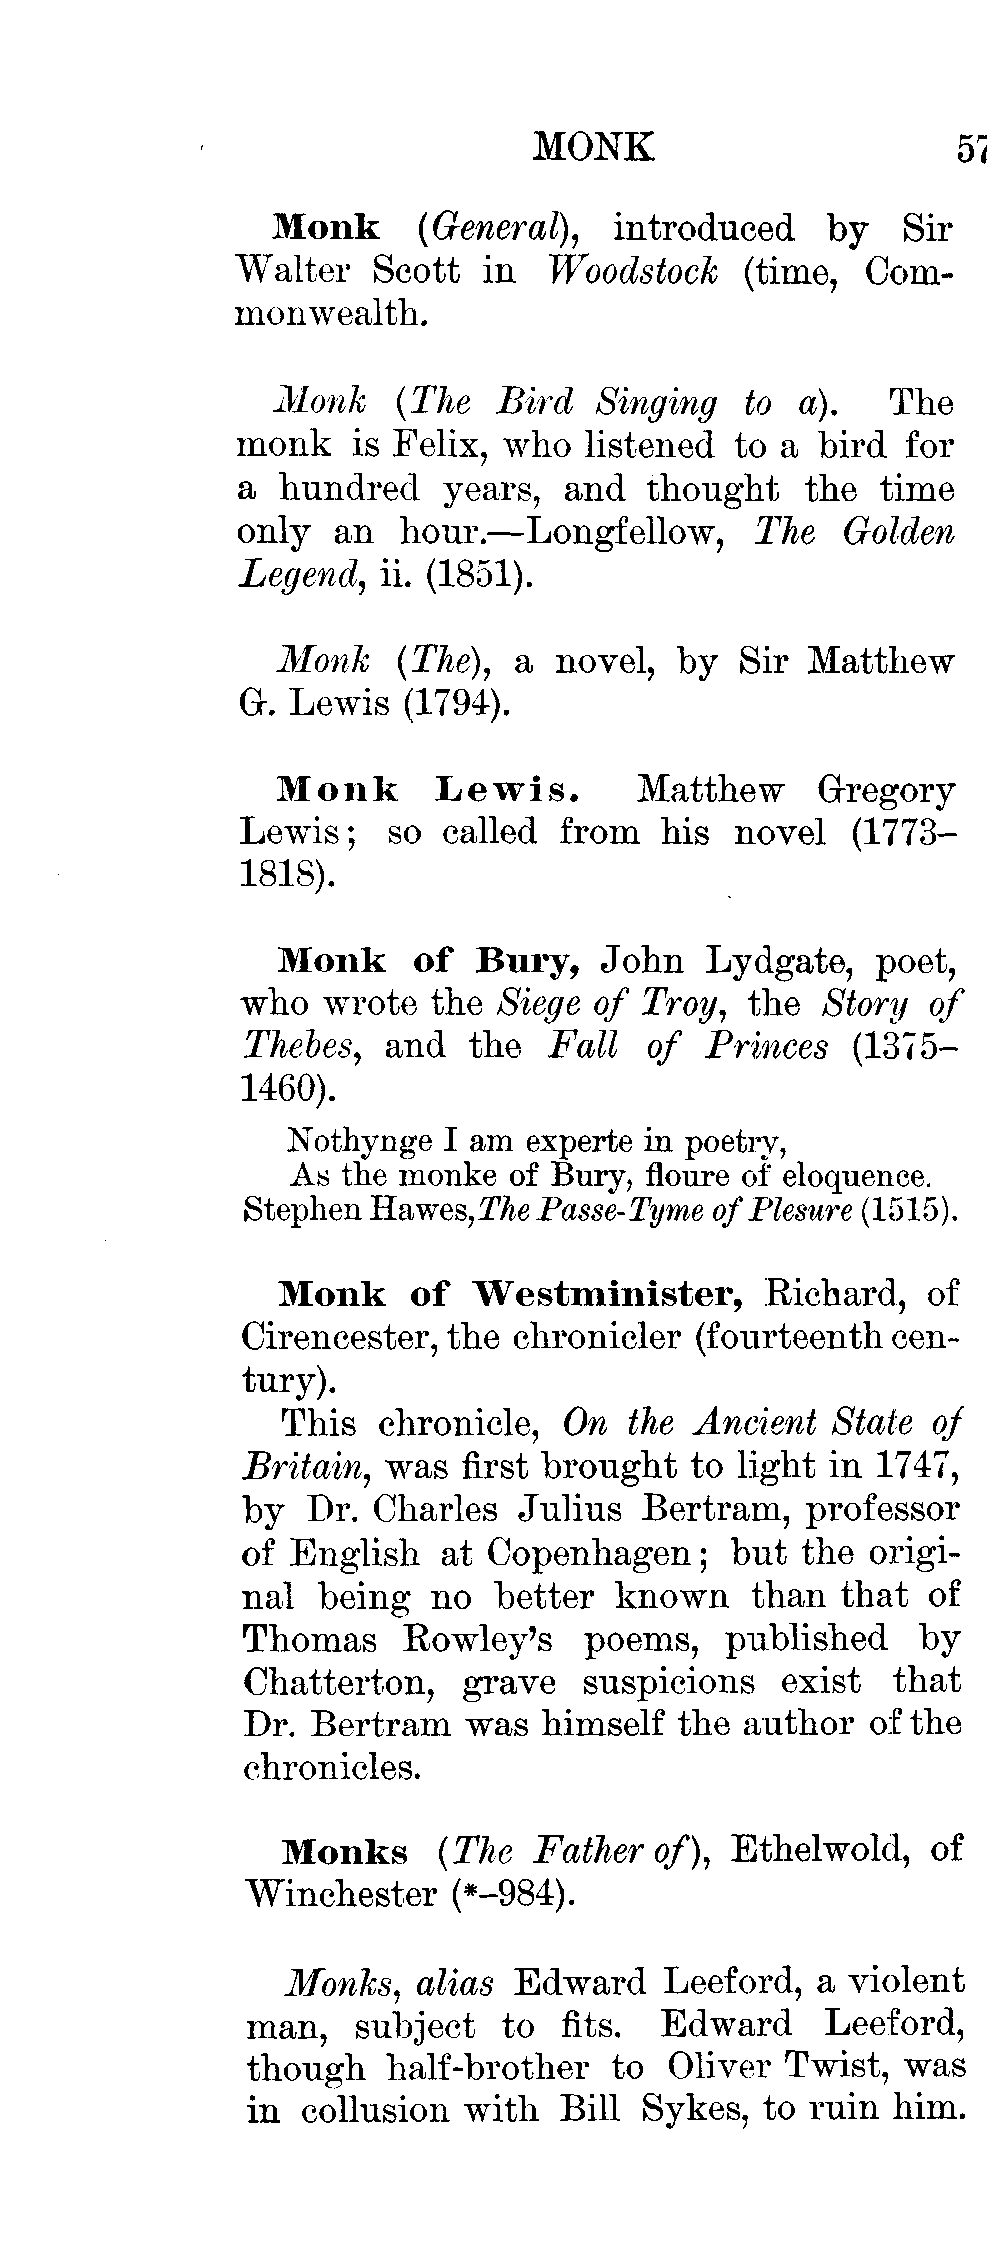 MONK 57
Monk (General), introduced by Sir
Walter Scott in Woodstock (time, Com-
monwealth.
Monk (The Bird Singing to a). The
monk is Felix, who listened to a bird for
a hundred years, and thought the time
only an hour.—Longfellow, The Golden
Legend, ii. (1851).
Monk (The), a novel, by Sir Matthew
G. Lewis (1794).
Monk Lewis. Matthew Gregory
Lewis; so called from his novel (1773–
1818).
Monk of Bury, John Lydgate, poet,
who wrote the Siege of Troy, the Story of
Thebes, and the Fall of Princes (1375–
1460).
Nothynge I am experte in poetry,
As the monke of Bury, floure of eloquence.
Stephen Hawes, The Passe-Tyme of Plesure (1515).
Monk of Westminister, Richard, of
Cirencester, the chronicler (fourteenth cen-
tury).
This chronicle, On the Ancient State of
Britain, was first brought to light in 1747,
by Dr. Charles Julius Bertram, professor
of English at Copenhagen; but the origi-
nal being no better known than that of
Thomas Rowley's poems, published by
Chatterton, grave suspicions exist that
Dr. Bertram was himself the author of the
chronicles.
Monks (The Father of), Ethelwold, of
Winchester (*–984).
Monks, alias Edward Leeford, a violent
man, subject to fits. Edward Leeford,
though half-brother to Oliver Twist, was
in collusion with Bill Sykes, to ruin him.